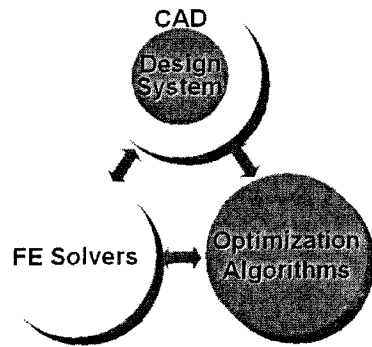 CAD
Design
System
FE Solvers
Optimization
Algorithms